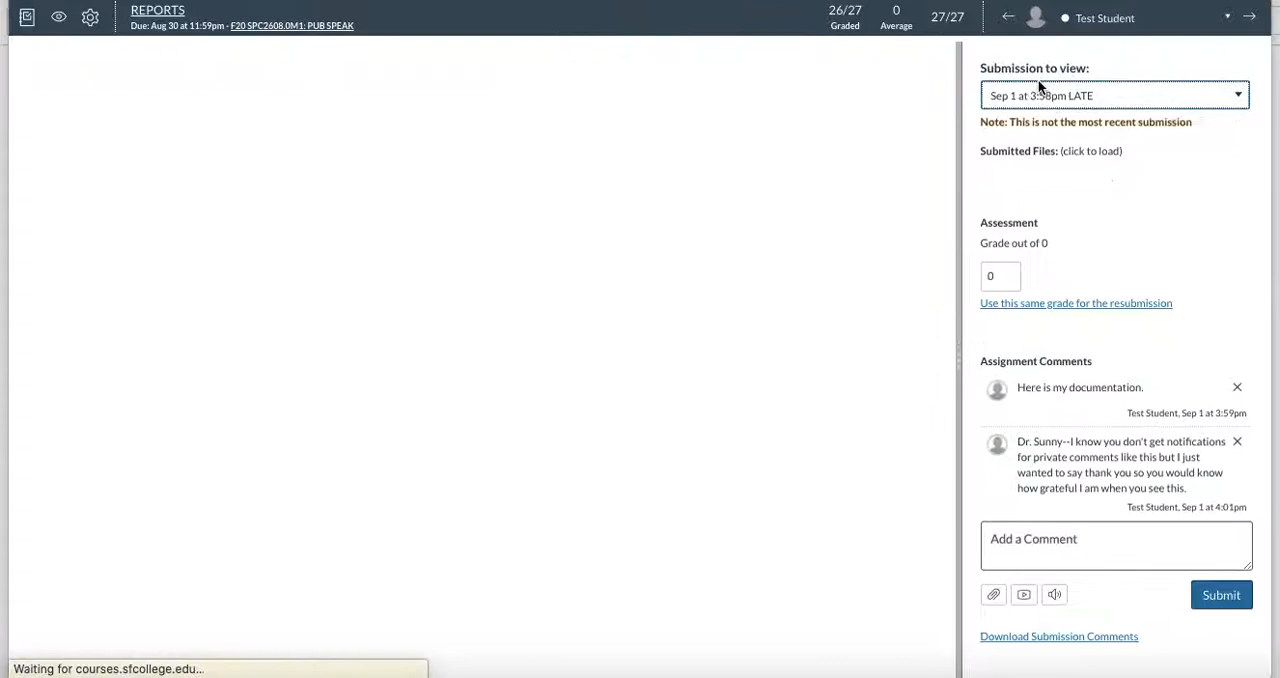 REPORTS
Due: Aug 30 at 11:59pm - F20 SPC2608.0M1: PUB SPEAK
26/27
Graded
0
Average
27/27
Test Student
Submission to view:
Sep 1 at 3:58pm LATE
Note: This is not the most recent submission
Submitted Files: (click to load)
Assessment
Grade out of 0
0
Use this same grade for the resubmission
Assignment Comments
Here is my documentation.
Test Student, Sep 1 at 3:59pm
Dr. Sunny--I know you don't get notifications
for private comments like this but I just
wanted to say thank you so you would know
how grateful I am when you see this.
Test Student, Sep 1 at 4:01pm
Add a Comment
Submit
Download Submission Comments
Waiting for courses.sfcollege.edu...